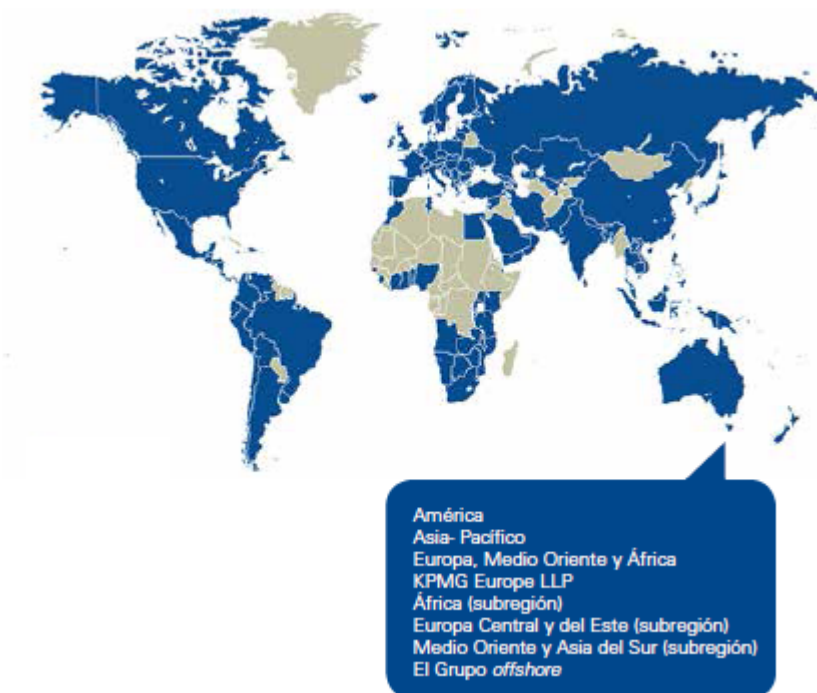 América
Asia- Pacífico
Europa, Medio Oriente y África
KPMG Europe LLP
África (subregión)
Europa Central y del Este (subregión)
Medio Oriente y Asia del Sur (subregión)
El Grupo offshore